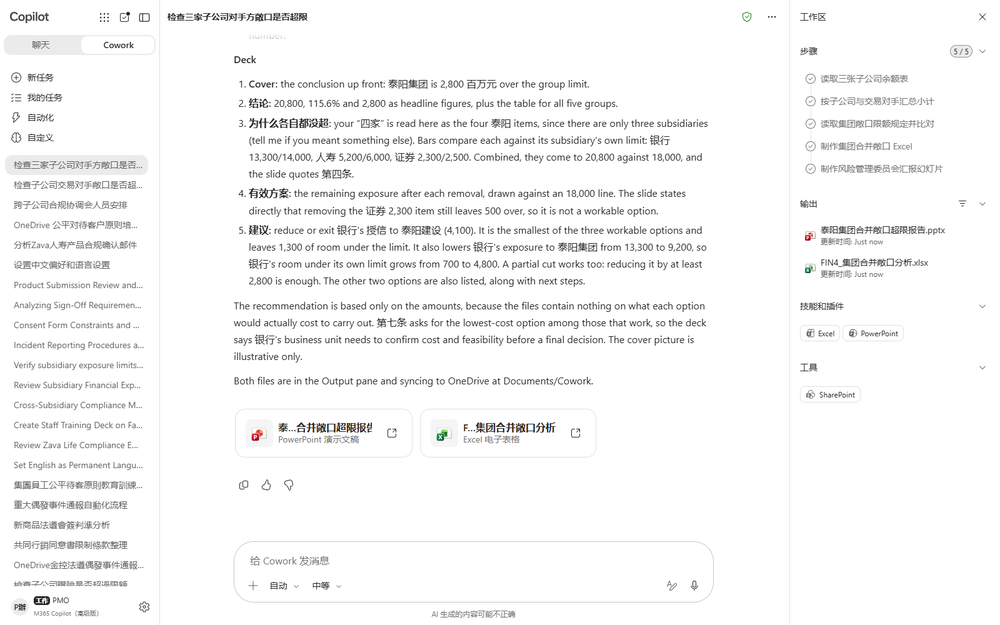 Copilot
聊天
Cowork
新任务
我的任务
自动化
自定义
检查三家子公司对手方敞口是否...
检查子公司交易对手敞口是否超...
跨子公司合规协调会人员安排
OneDrive 公平对待客户原则培...
分析Zava人寿产品合规确认邮件
设置中文偏好和语言设置
Product Submission Review and...
Analyzing Sign-Off Requiremen...
Consent Form Constraints and ...
Incident Reporting Procedures a...
Verify subsidiary exposure limits...
Review Subsidiary Financial Exp...
Cross-Subsidiary Compliance M...
Create Staff Training Deck on Fa...
Review Zava Life Compliance E...
Set English as Permanent Langu...
集團員工公平待客原則教育訓練...
重大偶發事件通報自動化流程
新商品法遵會簽判準分析
共同行銷同意書限制條款整理
OneDrive金控法遵偶發事件通報...
檢查子公司曝險是否超過限額
P辦
工作 PMO
M365 Copilot（高级版）
检查三家子公司对手方敞口是否超限
number.
Deck
1. Cover: the conclusion up front: 泰阳集团 is 2,800 百万元 over the group limit.
2. 结论: 20,800, 115.6% and 2,800 as headline figures, plus the table for all five groups.
3. 为什么各自都没超: your “四家” is read here as the four 泰阳 items, since there are only three subsidiaries
(tell me if you meant something else). Bars compare each against its subsidiary's own limit: 银行
13,300/14,000, 人寿 5,200/6,000, 证券 2,300/2,500. Combined, they come to 20,800 against 18,000, and
the slide quotes 第四条.
4. 有效方案: the remaining exposure after each removal, drawn against an 18,000 line. The slide states
directly that removing the 证券 2,300 item still leaves 500 over, so it is not a workable option.
5. 建议: reduce or exit 银行's 授信 to 泰阳建设 (4,100). It is the smallest of the three workable options and
leaves 1,300 of room under the limit. It also lowers 银行's exposure to 泰阳集团 from 13,300 to 9,200, so
银行's room under its own limit grows from 700 to 4,800. A partial cut works too: reducing it by at least
2,800 is enough. The other two options are also listed, along with next steps.
The recommendation is based only on the amounts, because the files contain nothing on what each option
would actually cost to carry out. 第七条 asks for the lowest-cost option among those that work, so the deck
says 银行's business unit needs to confirm cost and feasibility before a final decision. The cover picture is
illustrative only.
Both files are in the Output pane and syncing to OneDrive at Documents/Cowork.
泰...合并敞口超限报告
PowerPoint 演示文稿
F...集团合并敞口分析
Excel 电子表格
给 Cowork 发消息
自动
中等
AI 生成的内容可能不正确
工作区
步骤
5 / 5
读取三张子公司余额表
按子公司与交易对手汇总小计
读取集团敞口限额规定并比对
制作集团合并敞口 Excel
制作风险管理委员会汇报幻灯片
输出
泰阳集团合并敞口超限报告.pptx
更新时间: Just now
FIN4_集团合并敞口分析.xlsx
更新时间: Just now
技能和插件
Excel
PowerPoint
工具
SharePoint